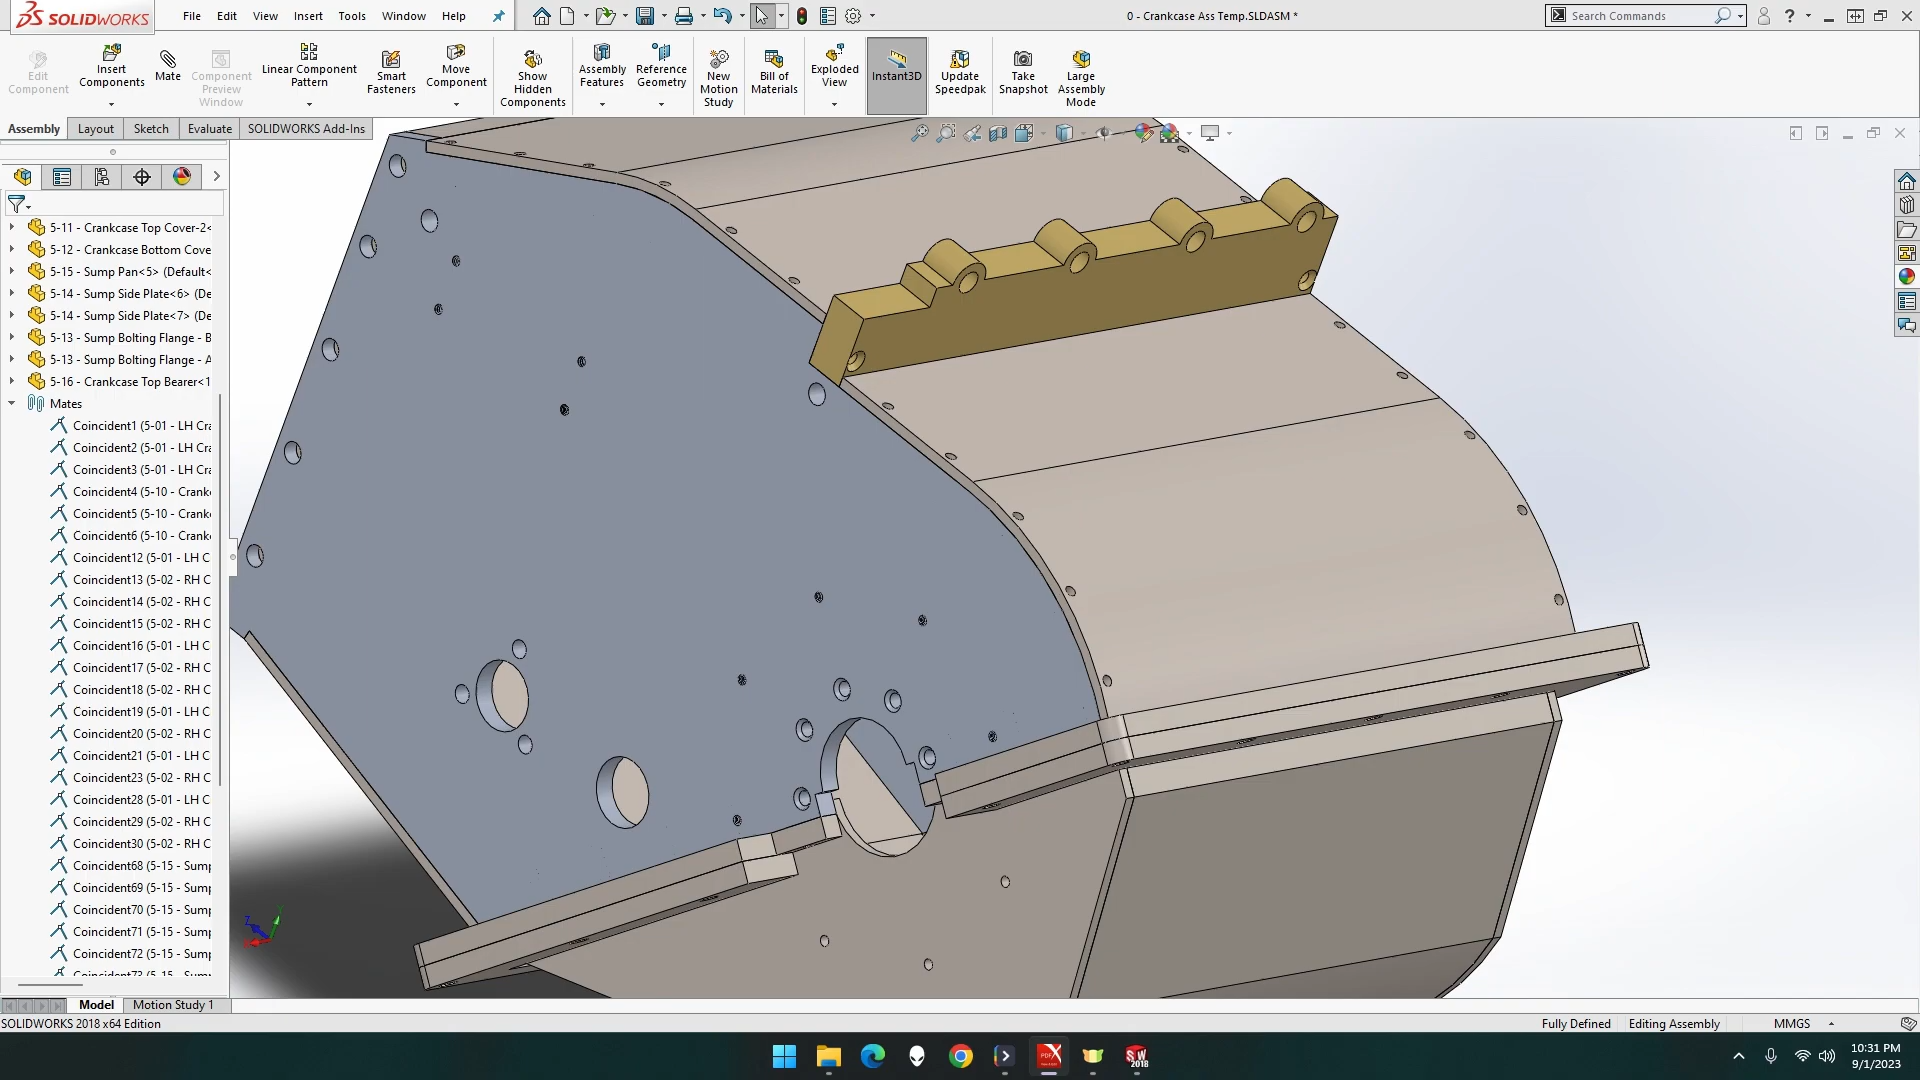 SOLIDWORKS
File Edit View Insert Tools Window Help
0 - Crankcase Ass Temp.SLDASM *
Search Commands
Edit Component
Insert Components
Mate
Component Preview Window
Linear Component Pattern
Smart Fasteners
Move Component
Show Hidden Components
Assembly Features
Reference Geometry
New Motion Study
Bill of Materials
Exploded View
Instant3D
Update Speedpak
Take Snapshot
Large Assembly Mode
Assembly Layout Sketch Evaluate SOLIDWORKS Add-Ins
5-11 - Crankcase Top Cover-2<
5-12 - Crankcase Bottom Cove
5-15 - Sump Pan<5> (Default<
5-14 - Sump Side Plate<6> (De
5-14 - Sump Side Plate<7> (De
5-13 - Sump Bolting Flange - B
5-13 - Sump Bolting Flange - A
5-16 - Crankcase Top Bearer<1
Mates
Coincident1 (5-01 - LH Cra
Coincident2 (5-01 - LH Cra
Coincident3 (5-01 - LH Cra
Coincident4 (5-10 - Crank
Coincident5 (5-10 - Crank
Coincident6 (5-10 - Crank
Coincident12 (5-01 - LH C
Coincident13 (5-02 - RH C
Coincident14 (5-02 - RH C
Coincident15 (5-02 - RH C
Coincident16 (5-01 - LH C
Coincident17 (5-02 - RH C
Coincident18 (5-02 - RH C
Coincident19 (5-01 - LH C
Coincident20 (5-02 - RH C
Coincident21 (5-01 - LH C
Coincident23 (5-02 - RH C
Coincident28 (5-01 - LH C
Coincident29 (5-02 - RH C
Coincident30 (5-02 - RH C
Coincident68 (5-15 - Sump
Coincident69 (5-15 - Sump
Coincident70 (5-15 - Sump
Coincident71 (5-15 - Sump
Coincident72 (5-15 - Sump
Coincident73 (5-15 - Sump
Model Motion Study 1
SOLIDWORKS 2018 x64 Edition
Fully Defined Editing Assembly MMGS
10:31 PM
9/1/2023